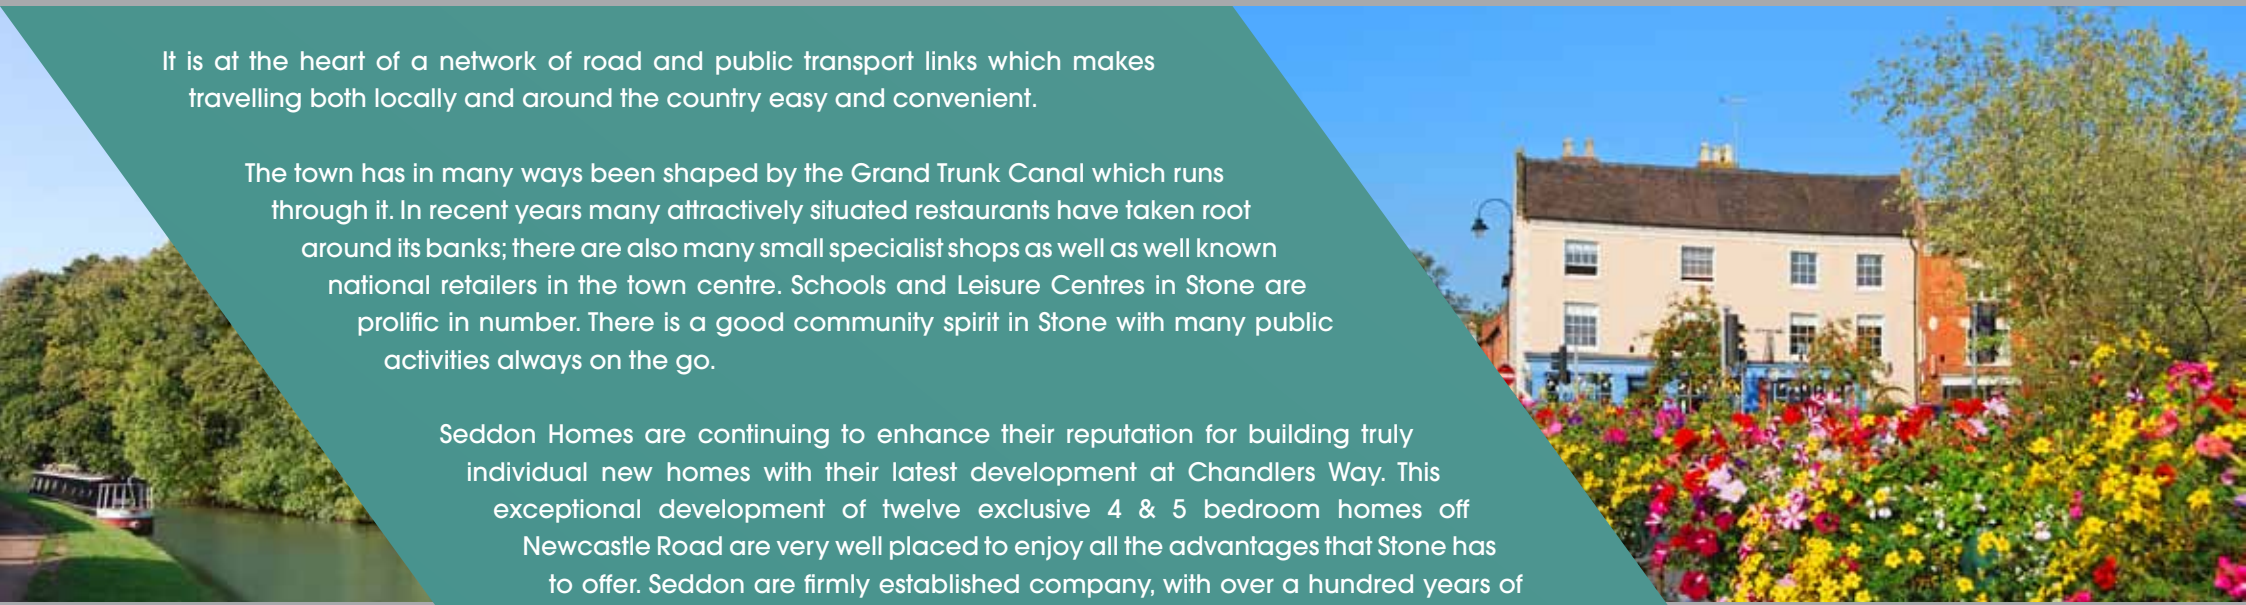 It is at the heart of a network of road and public transport links which makes
travelling both locally and around the country easy and convenient.
The town has in many ways been shaped by the Grand Trunk Canal which runs
through it. In recent years many attractively situated restaurants have taken root
around its banks; there are also many small specialist shops as well as well known
national retailers in the town centre. Schools and Leisure Centres in Stone are
prolific in number. There is a good community spirit in Stone with many public
activities always on the go.
Seddon Homes are continuing to enhance their reputation for building truly
individual new homes with their latest development at Chandlers Way. This
exceptional development of twelve exclusive 4 & 5 bedroom homes off
Newcastle Road are very well placed to enjoy all the advantages that Stone has
to offer. Seddon are firmly established company, with over a hundred years of